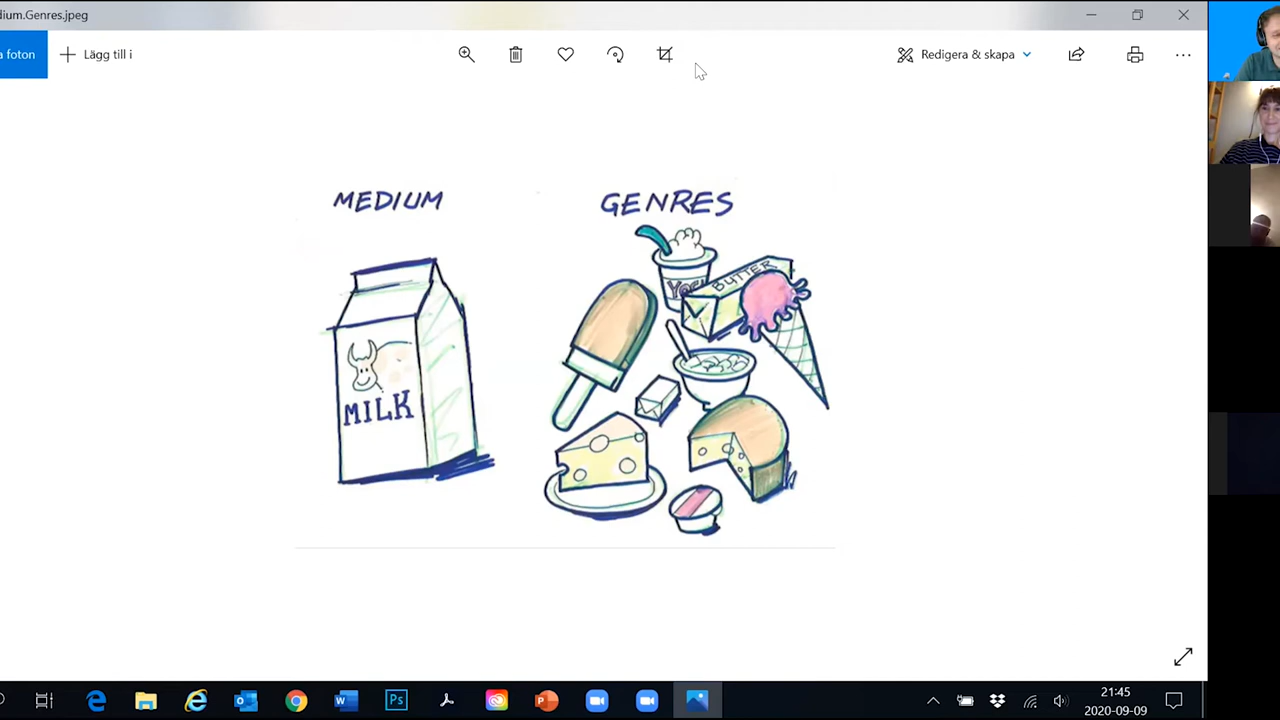 dium.Genres.jpeg
a foton
Lägg till i
Redigera & skapa
MEDIUM
GENRES
BUTTER
MILK
21:45
2020-09-09